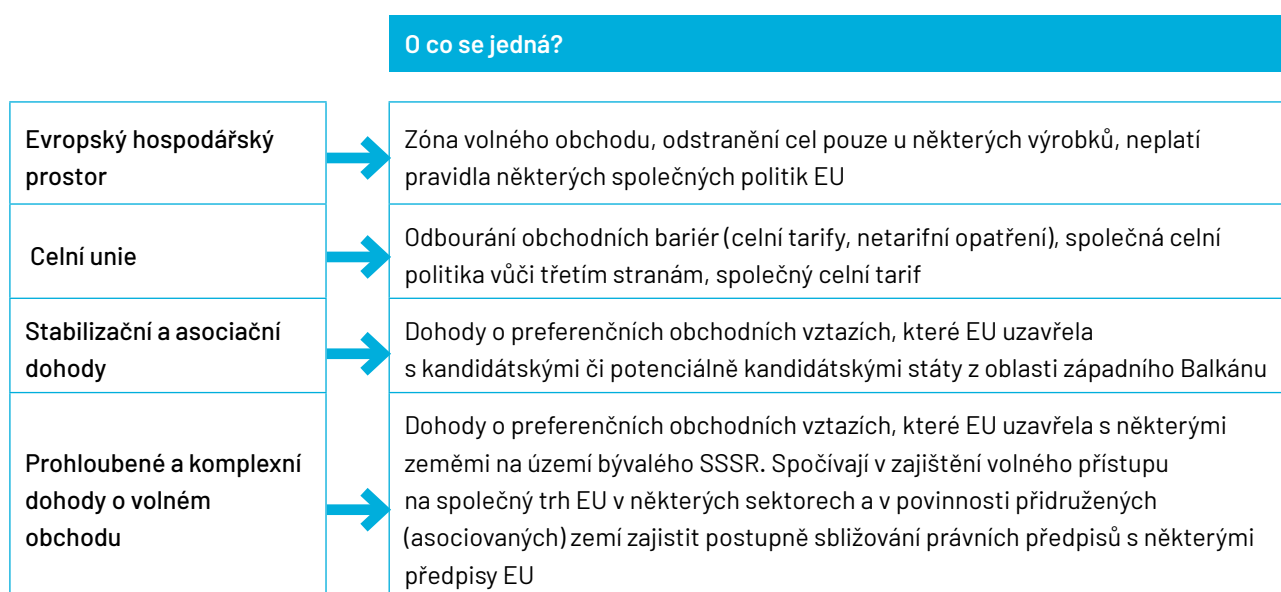 O co se jedná?
Evropský hospodářský
prostor
Zóna volného obchodu, odstranění cel pouze u některých výrobků, neplatí
pravidla některých společných politik EU
Celní unie
Odbourání obchodních bariér (celní tarify, netarifní opatření), společná celní
politika vůči třetím stranám, společný celní tarif
Stabilizační a asociační
dohody
Dohody o preferenčních obchodních vztazích, které EU uzavřela
s kandidátskými či potenciálně kandidátskými státy z oblasti západního Balkánu
Prohloubené a komplexní
dohody o volném
obchodu
Dohody o preferenčních obchodních vztazích, které EU uzavřela s některými
zeměmi na území bývalého SSSR. Spočívají v zajištění volného přístupu
na společný trh EU v některých sektorech a v povinnosti přidružených
(asociovaných) zemí zajistit postupně sbližování právních předpisů s některými
předpisy EU